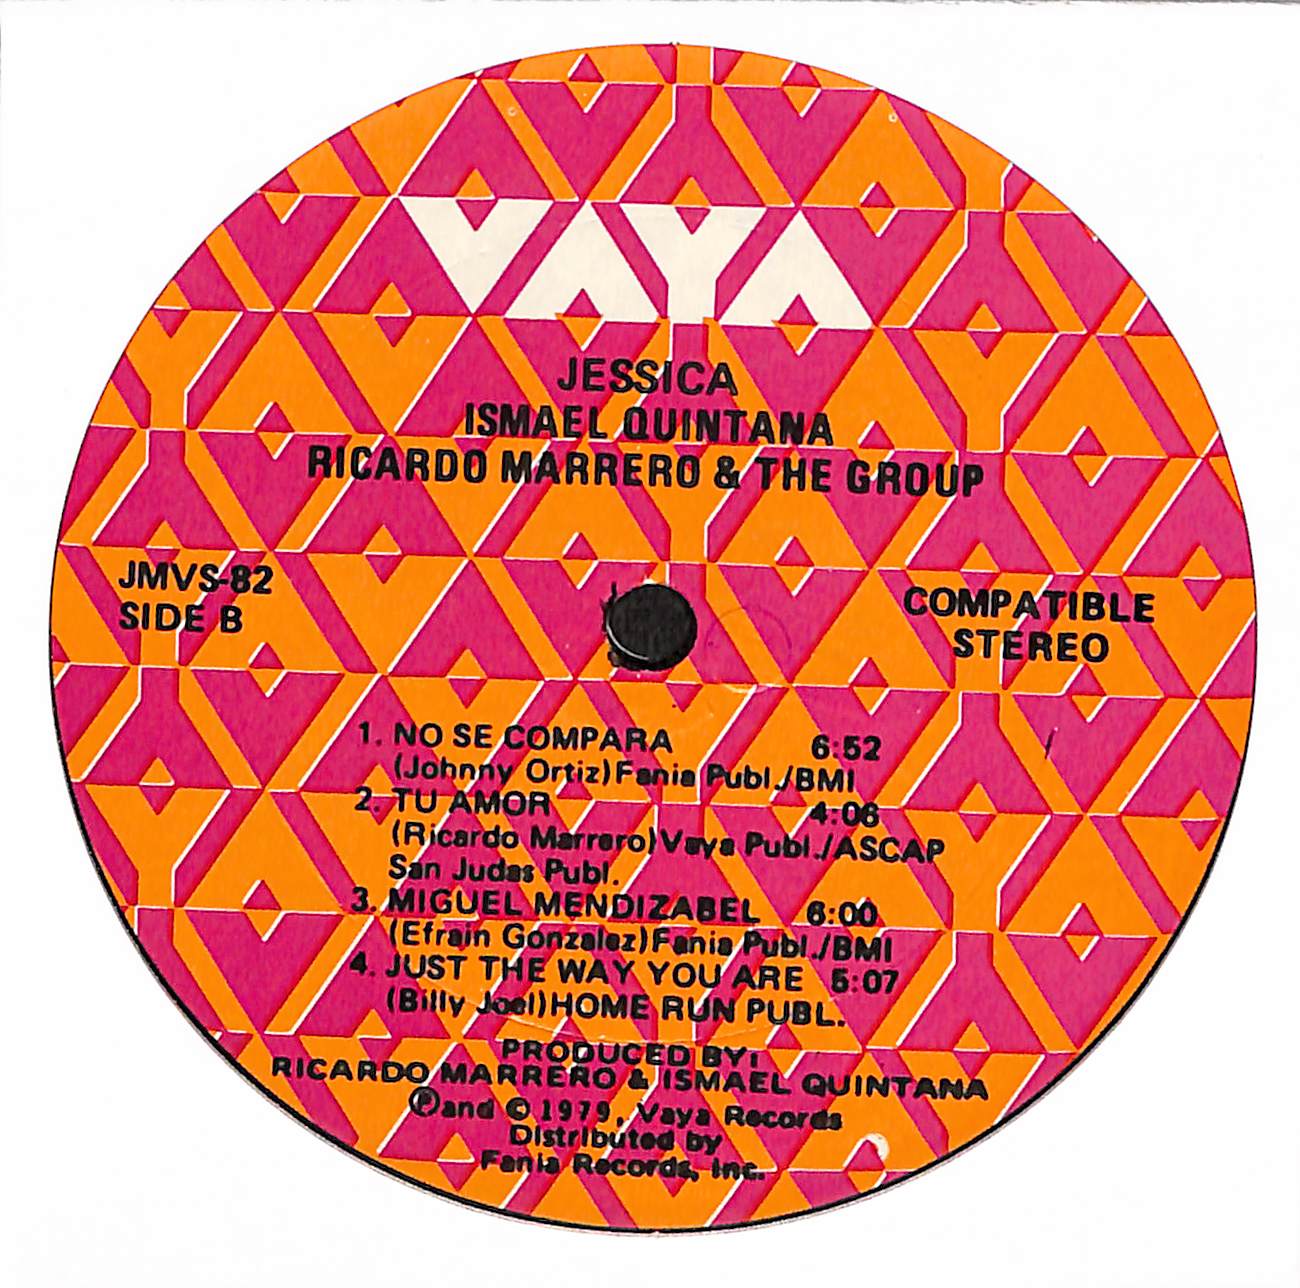 VAYA
JESSICA
ISMAEL QUINTANA
RICARDO MARRERO & THE GROUP
JMVS-82
SIDE B
COMPATIBLE
STEREO
1. NO SE COMPARA 6:52
(Johnny Ortiz)Fania Publ./BMI
2. TU AMOR 4:06
(Ricardo Marrero)Vaya Publ./ASCAP
San Judas Publ.
3. MIGUEL MENDIZABEL 6:00
(Efrain Gonzalez)Fania Publ./BMI
4. JUST THE WAY YOU ARE 5:07
(Billy Joel)HOME RUN PUBL.
PRODUCED BY:
RICARDO MARRERO & ISMAEL QUINTANA
℗and © 1979, Vaya Records
Distributed by
Fania Records, Inc.